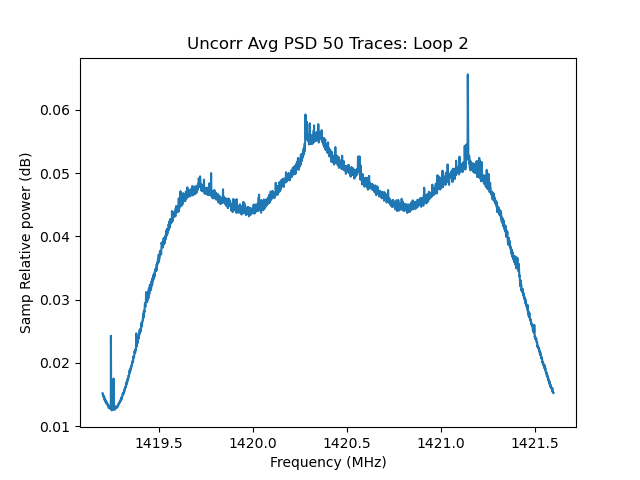 Uncorr Avg PSD 50 Traces: Loop 2
Samp Relative power (dB)
0.06
0.05
0.04
0.03
0.02
0.01
1419.5 1420.0 1420.5 1421.0 1421.5
Frequency (MHz)